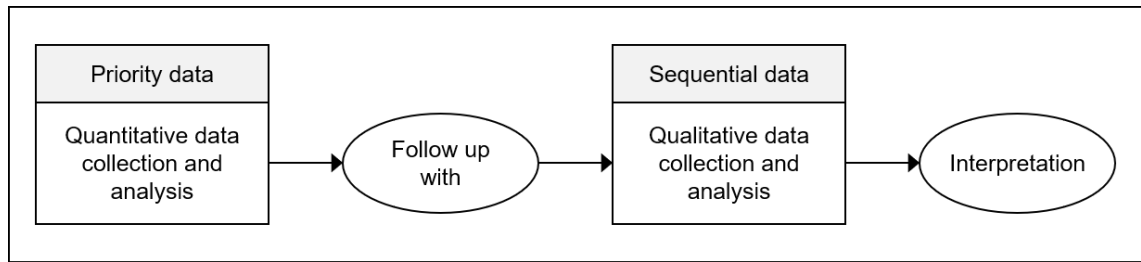 Priority data
Quantitative data
collection and
analysis
Follow up
with
Sequential data
Qualitative data
collection and
analysis
Interpretation